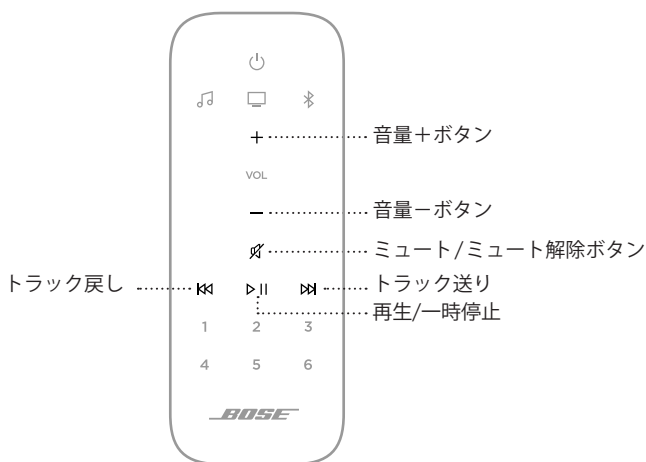 音量+ボタン
VOL
音量-ボタン
ミュート/ミュート解除ボタン
トラック戻し
トラック送り
再生/一時停止
1 2 3
4 5 6
BOSE